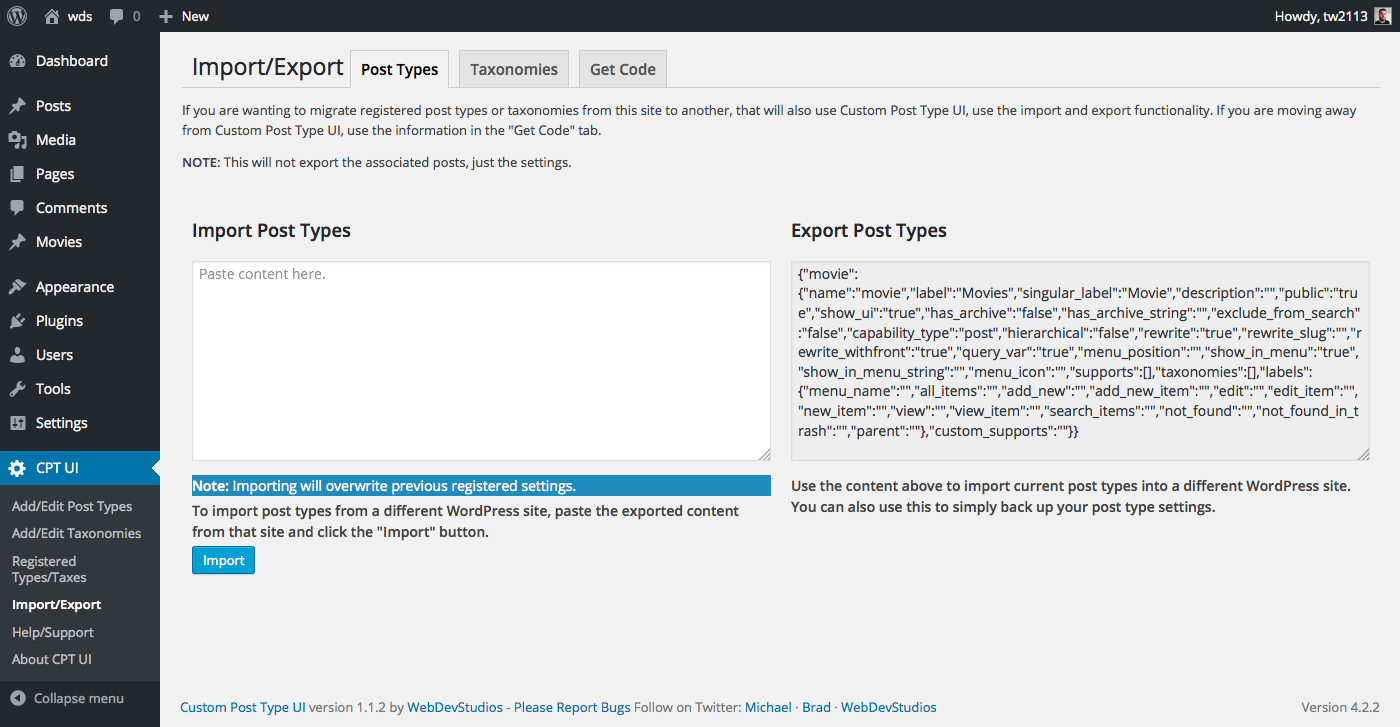 wds
0
New
Howdy, tw2113
Dashboard
Posts
Media
Pages
Comments
Movies
Appearance
Plugins
Users
Tools
Settings
CPT UI
Add/Edit Post Types
Add/Edit Taxonomies
Registered
Types/Taxes
Import/Export
Help/Support
About CPT UI
Collapse menu
Import/Export
Post Types
Taxonomies
Get Code
If you are wanting to migrate registered post types or taxonomies from this site to another, that will also use Custom Post Type UI, use the import and export functionality. If you are moving away
from Custom Post Type UI, use the information in the "Get Code" tab.
NOTE: This will not export the associated posts, just the settings.
Import Post Types
Paste content here.
Note: Importing will overwrite previous registered settings.
To import post types from a different WordPress site, paste the exported content
from that site and click the "Import" button.
Import
Export Post Types
{"movie":
{"name":"movie","label":"Movies","singular_label":"Movie","description":"","public":"tru
e","show_ui":"true","has_archive":"false","has_archive_string":"","exclude_from_search"
:"false","capability_type":"post","hierarchical":"false","rewrite":"true","rewrite_slug":"","r
ewrite_withfront":"true","query_var":"true","menu_position":"","show_in_menu":"true",
"show_in_menu_string":"","menu_icon":"","supports":[],"taxonomies":[],"labels":
{"menu_name":"","all_items":"","add_new":"","add_new_item":"","edit":"","edit_item":"",
"new_item":"","view":"","view_item":"","search_items":"","not_found":"","not_found_in_t
rash":"","parent":""},"custom_supports":""}}
Use the content above to import current post types into a different WordPress site.
You can also use this to simply back up your post type settings.
Custom Post Type UI version 1.1.2 by WebDevStudios - Please Report Bugs Follow on Twitter: Michael · Brad · WebDevStudios
Version 4.2.2